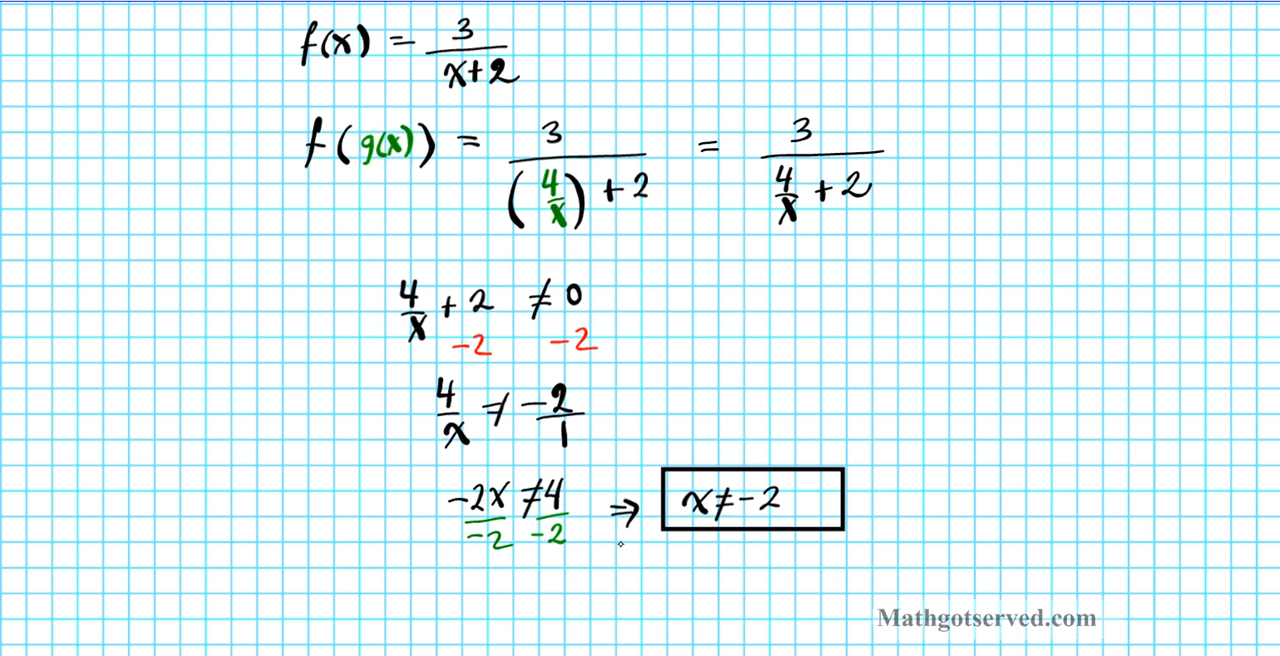 f(x) = 3/(x+2)
f(g(x)) = 3/((4/x) + 2) = 3/(4/x + 2)
4/x + 2 ≠ 0
-2 -2
4/x ≠ -2/1
-2x ≠ 4 ⇒ x ≠ -2
-2 -2
Mathgotserved.com